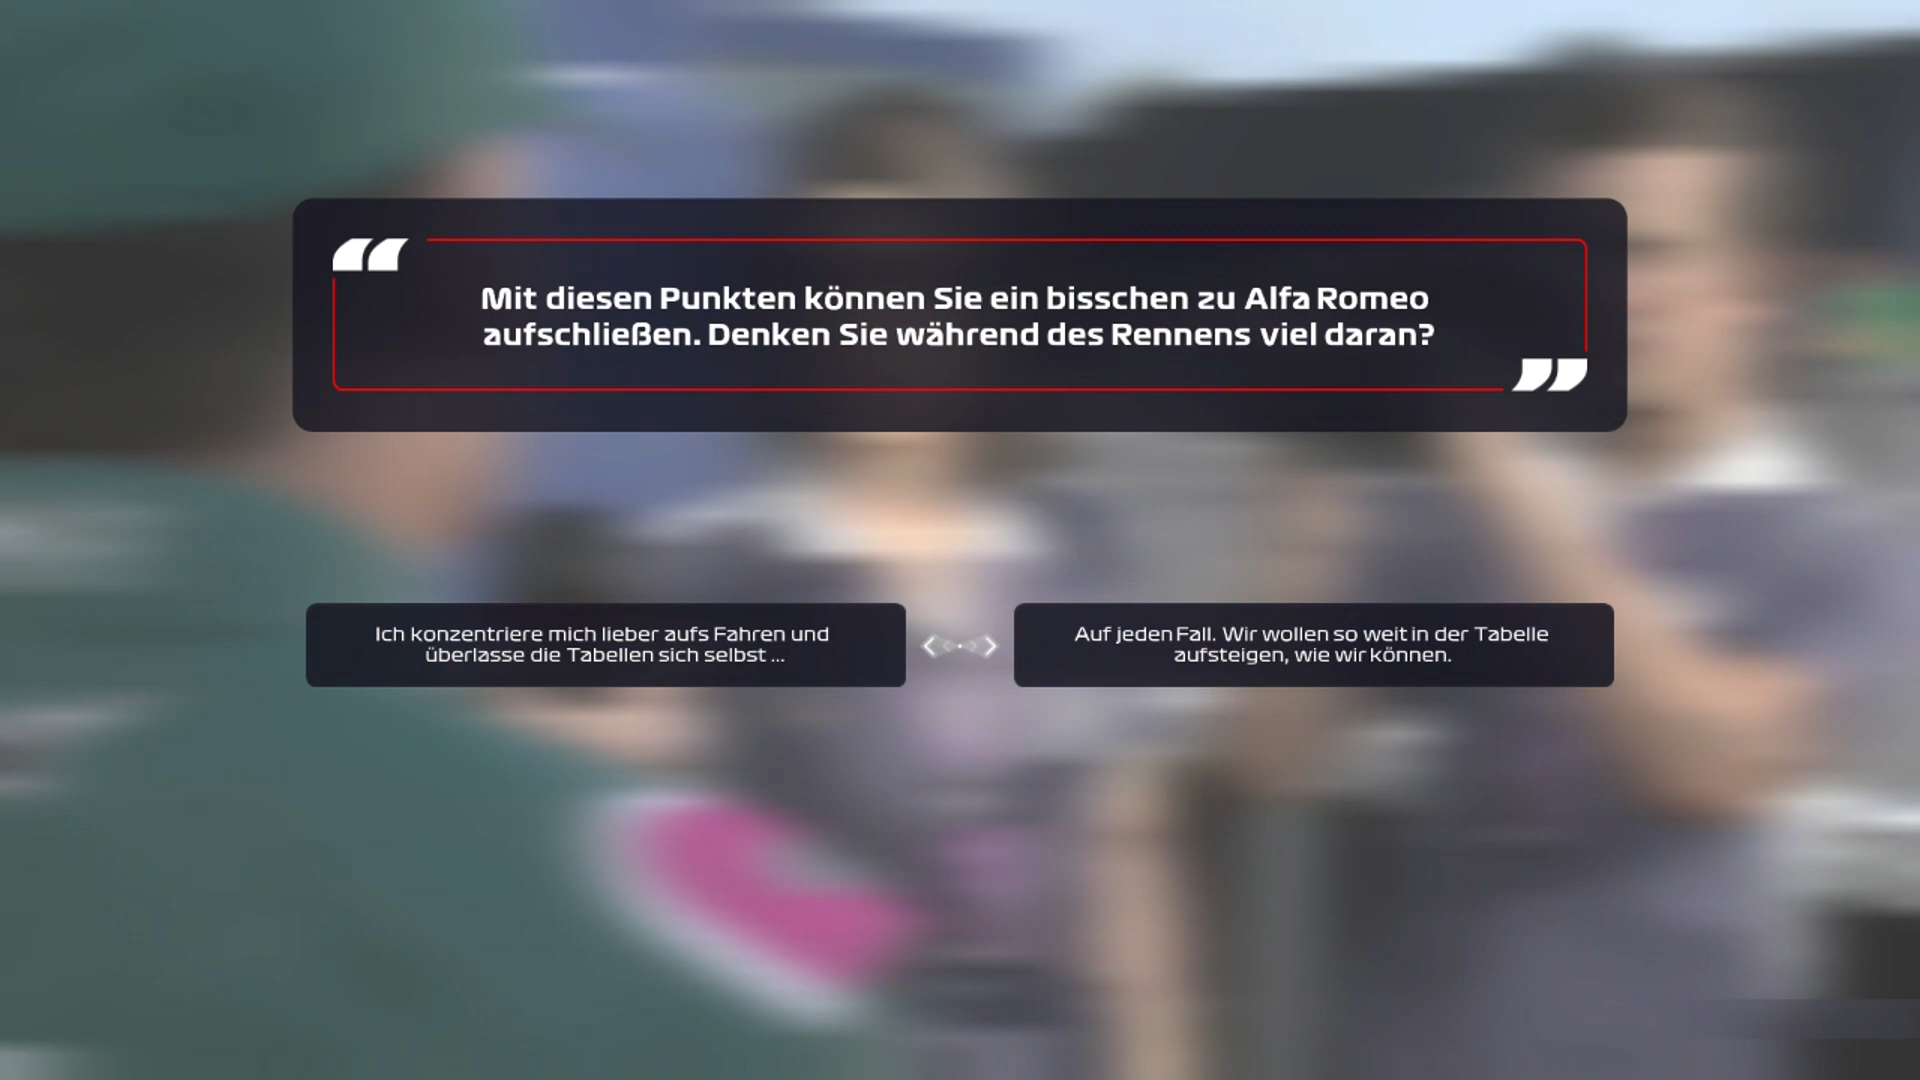 Mit diesen Punkten können Sie ein bisschen zu Alfa Romeo
aufschließen. Denken Sie während des Rennens viel daran?
Ich konzentriere mich lieber aufs Fahren und
überlasse die Tabellen sich selbst ...
Auf jeden Fall. Wir wollen so weit in der Tabelle
aufsteigen, wie wir können.